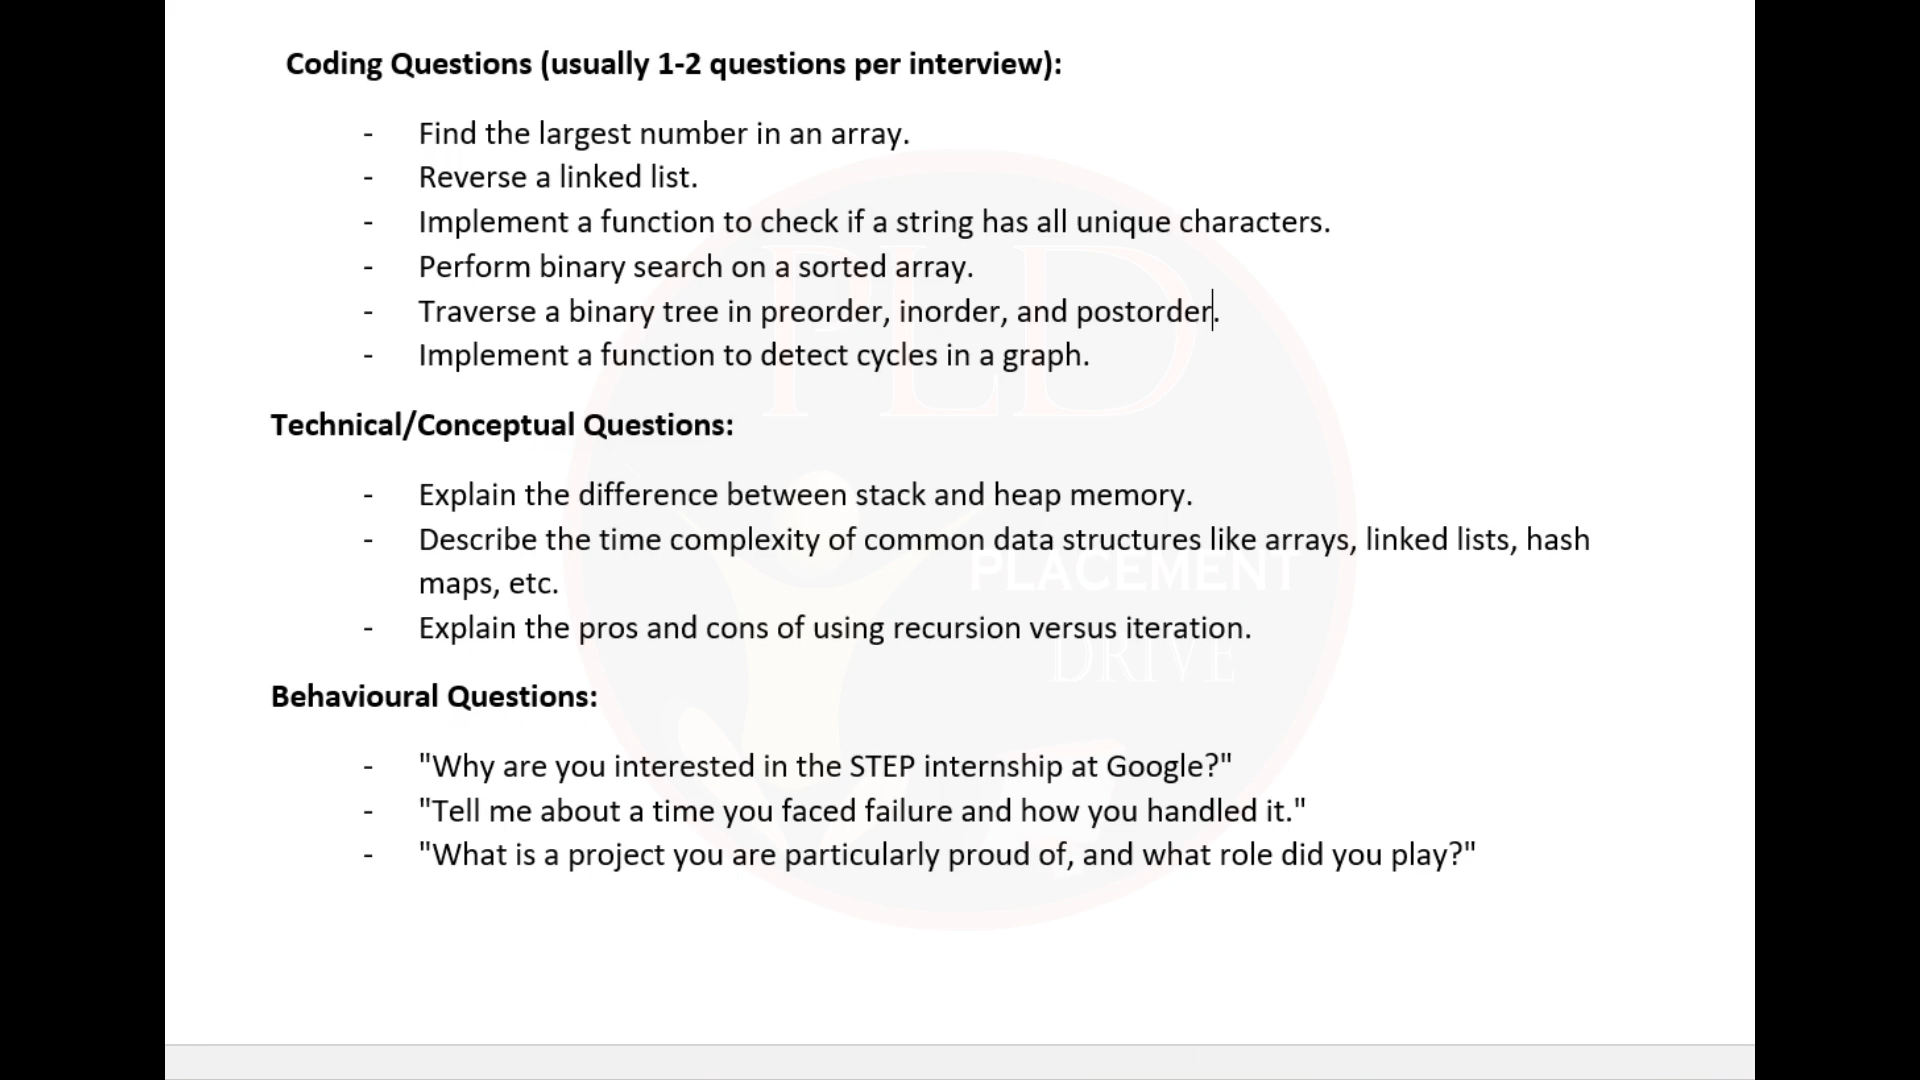 Coding Questions (usually 1-2 questions per interview):
- Find the largest number in an array.
- Reverse a linked list.
- Implement a function to check if a string has all unique characters.
- Perform binary search on a sorted array.
- Traverse a binary tree in preorder, inorder, and postorder.
- Implement a function to detect cycles in a graph.
Technical/Conceptual Questions:
- Explain the difference between stack and heap memory.
- Describe the time complexity of common data structures like arrays, linked lists, hash
maps, etc.
- Explain the pros and cons of using recursion versus iteration.
Behavioural Questions:
- "Why are you interested in the STEP internship at Google?"
- "Tell me about a time you faced failure and how you handled it."
- "What is a project you are particularly proud of, and what role did you play?"
PLD
PLACEMENT
DRIVE